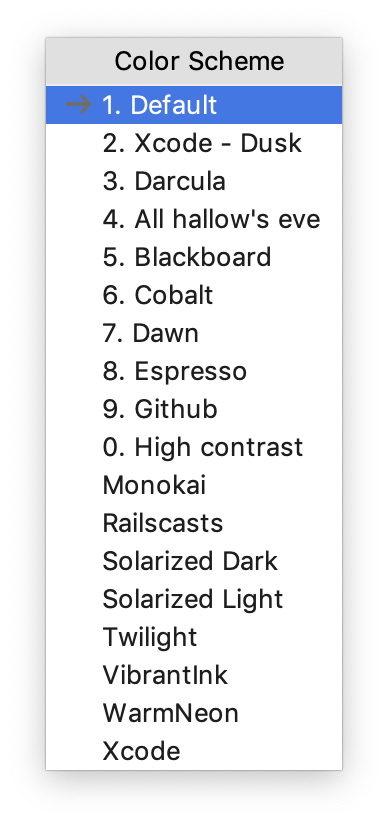 Color Scheme
1. Default
2. Xcode - Dusk
3. Darcula
4. All hallow's eve
5. Blackboard
6. Cobalt
7. Dawn
8. Espresso
9. Github
0. High contrast
Monokai
Railscasts
Solarized Dark
Solarized Light
Twilight
VibrantInk
WarmNeon
Xcode